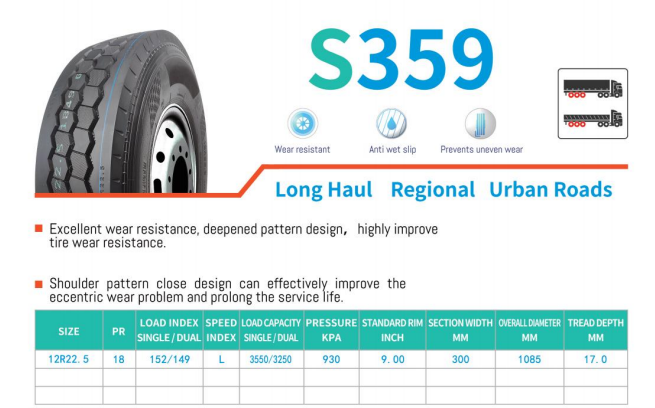 S359
Wear resistant
Anti wet slip
Prevents uneven wear
Long Haul Regional Urban Roads
Excellent wear resistance, deepened pattern design, highly improve
tire wear resistance.
Shoulder pattern close design can effectively improve the
eccentric wear problem and prolong the service life.
SIZE PR LOAD INDEX SINGLE / DUAL SPEED INDEX LOAD CAPACITY SINGLE / DUAL PRESSURE KPA STANDARD RIM INCH SECTION WIDTH MM OVERALL DIAMETER MM TREAD DEPTH MM
12R22.5 18 152/149 L 3550/3250 930 9.00 300 1085 17.0